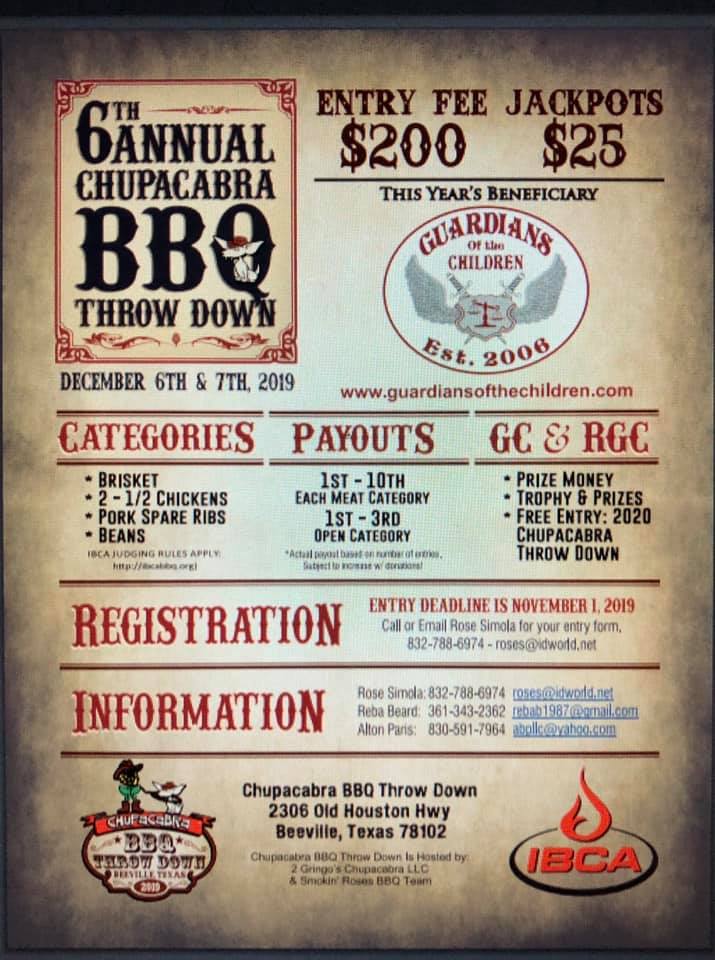 6TH
ANNUAL
CHUPACABRA
BBQ
THROW DOWN
DECEMBER 6TH & 7TH, 2019
ENTRY FEE JACKPOTS
$200 $25
THIS YEAR'S BENEFICIARY
GUARDIANS
Of the
CHILDREN
Est. 2006
www.guardiansofthechildren.com
CATEGORIES
* BRISKET
* 2 - 1/2 CHICKENS
* PORK SPARE RIBS
* BEANS
IBCA JUDGING RULES APPLY:
http://ibcabbq.org)
PAYOUTS
1ST - 10TH
EACH MEAT CATEGORY
1ST - 3RD
OPEN CATEGORY
*Actual payout based on number of entries.
Subject to increase w/ donations!
GC & RGC
* PRIZE MONEY
* TROPHY & PRIZES
* FREE ENTRY: 2020
CHUPACABRA
THROW DOWN
REGISTRATION
ENTRY DEADLINE IS NOVEMBER 1, 2019
Call or Email Rose Simola for your entry form.
832-788-6974 - roses@idworld.net
INFORMATION
Rose Simola: 832-788-6974 roses@idworld.net
Reba Beard: 361-343-2362 rebab1987@gmail.com
Alton Paris: 830-591-7964 abpllc@yahoo.com
CHUPACABRA
BBQ
THROW DOWN
BEEVILLE, TEXAS
2019
Chupacabra BBQ Throw Down
2306 Old Houston Hwy
Beeville, Texas 78102
Chupacabra BBQ Throw Down Is Hosted by:
2 Gringo's Chupacabra LLC
& Smokin' Roses BBQ Team
IBCA